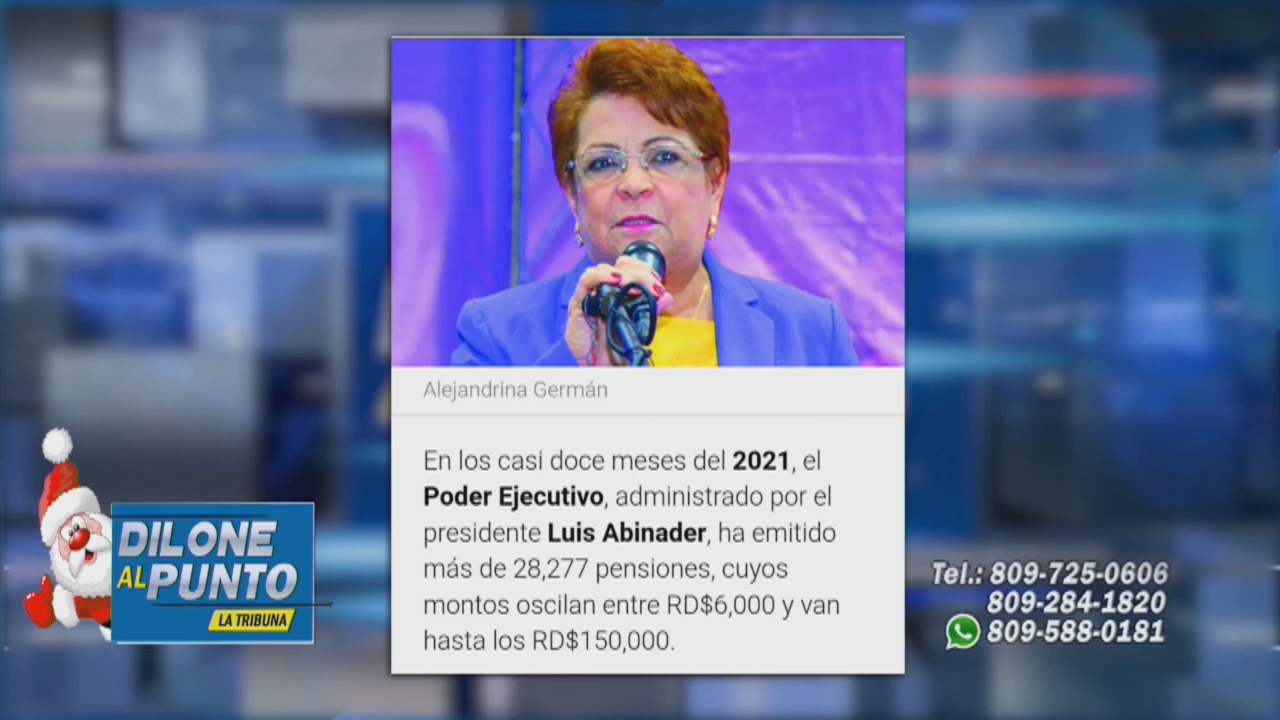 Alejandrina Germán
En los casi doce meses del 2021, el
Poder Ejecutivo, administrado por el
presidente Luis Abinader, ha emitido
más de 28,277 pensiones, cuyos
montos oscilan entre RD$6,000 y van
hasta los RD$150,000.
DILONE
AL PUNTO
LA TRIBUNA
Tel.: 809-725-0606
809-284-1820
809-588-0181